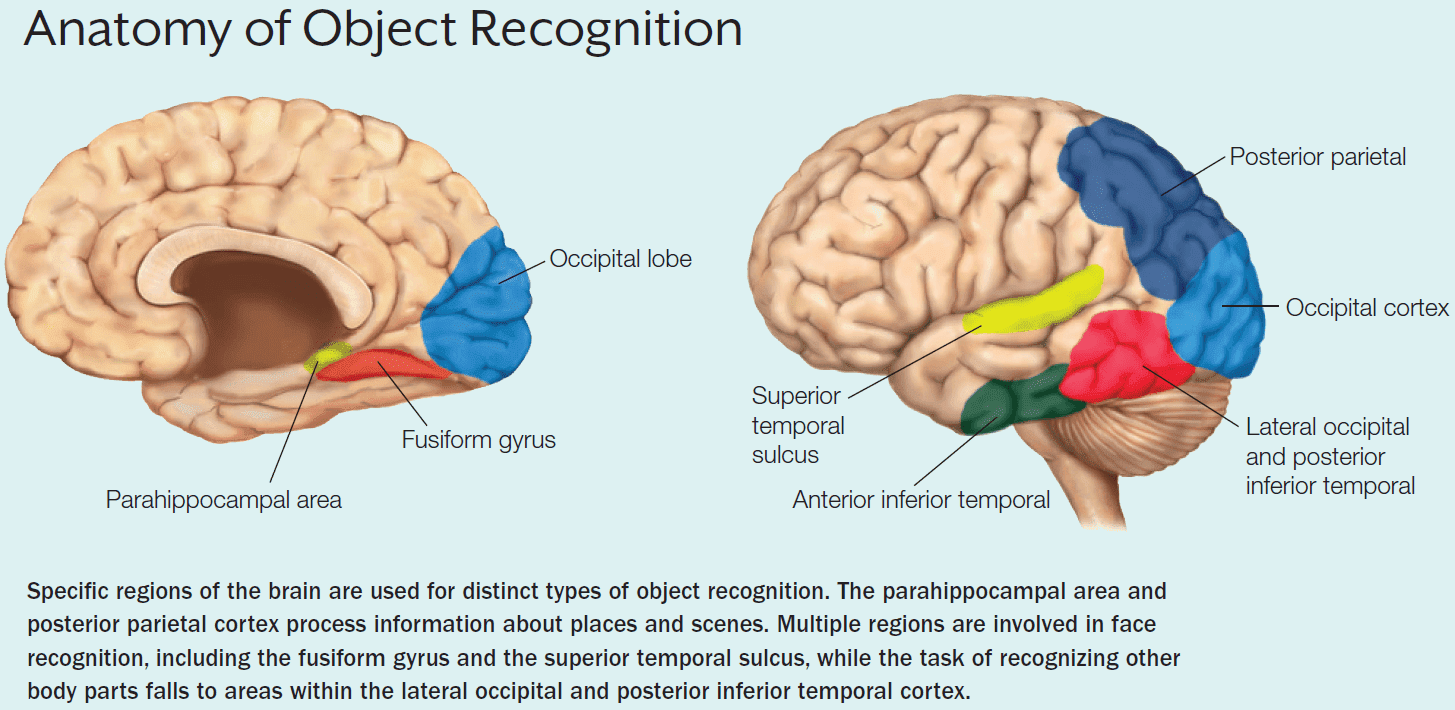 Anatomy of Object Recognition
Occipital lobe
Fusiform gyrus
Parahippocampal area
Posterior parietal
Occipital cortex
Superior
temporal
sulcus
Anterior inferior temporal
Lateral occipital
and posterior
inferior temporal
Specific regions of the brain are used for distinct types of object recognition. The parahippocampal area and
posterior parietal cortex process information about places and scenes. Multiple regions are involved in face
recognition, including the fusiform gyrus and the superior temporal sulcus, while the task of recognizing other
body parts falls to areas within the lateral occipital and posterior inferior temporal cortex.